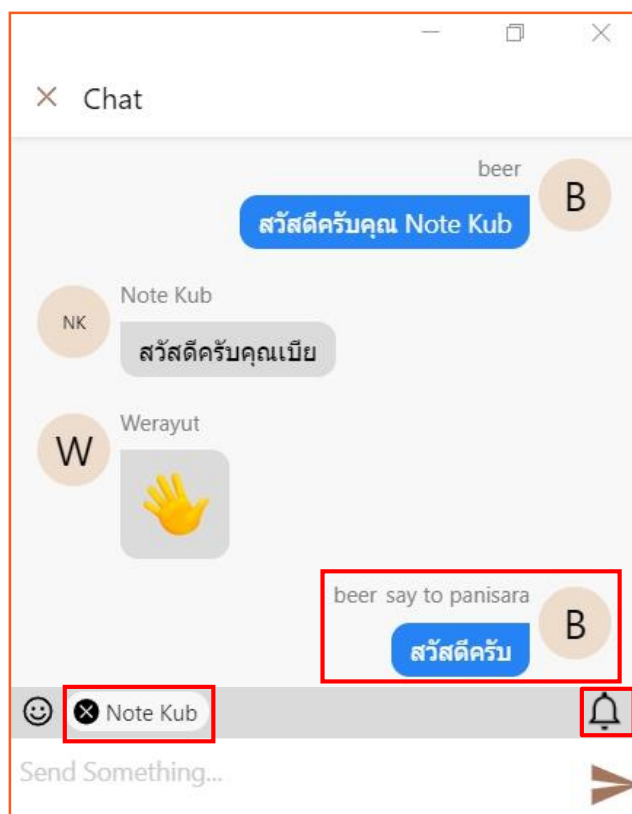 Chat
beer
B
สวัสดีครับคุณ Note Kub
Note Kub
NK
สวัสดีครับคุณเบีย
Werayut
W
beer say to panisara
B
สวัสดีครับ
Note Kub
Send Something...